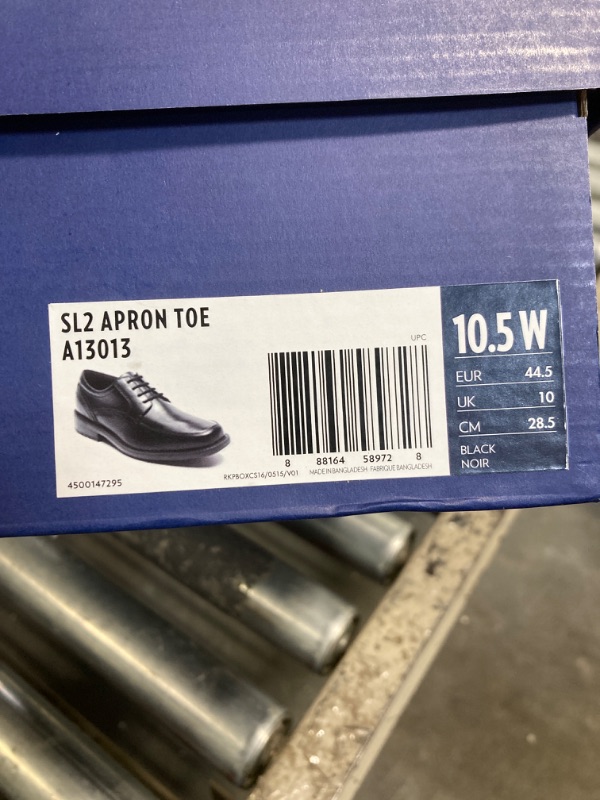 SL2 APRON TOE
A13013
4500147295
UPC
8 88164 58972 8
RKPBOXCS16/0515/V01 MADE IN BANGLADESH FABRIQUE BANGLADESH
10.5 W
EUR 44.5
UK 10
CM 28.5
BLACK
NOIR